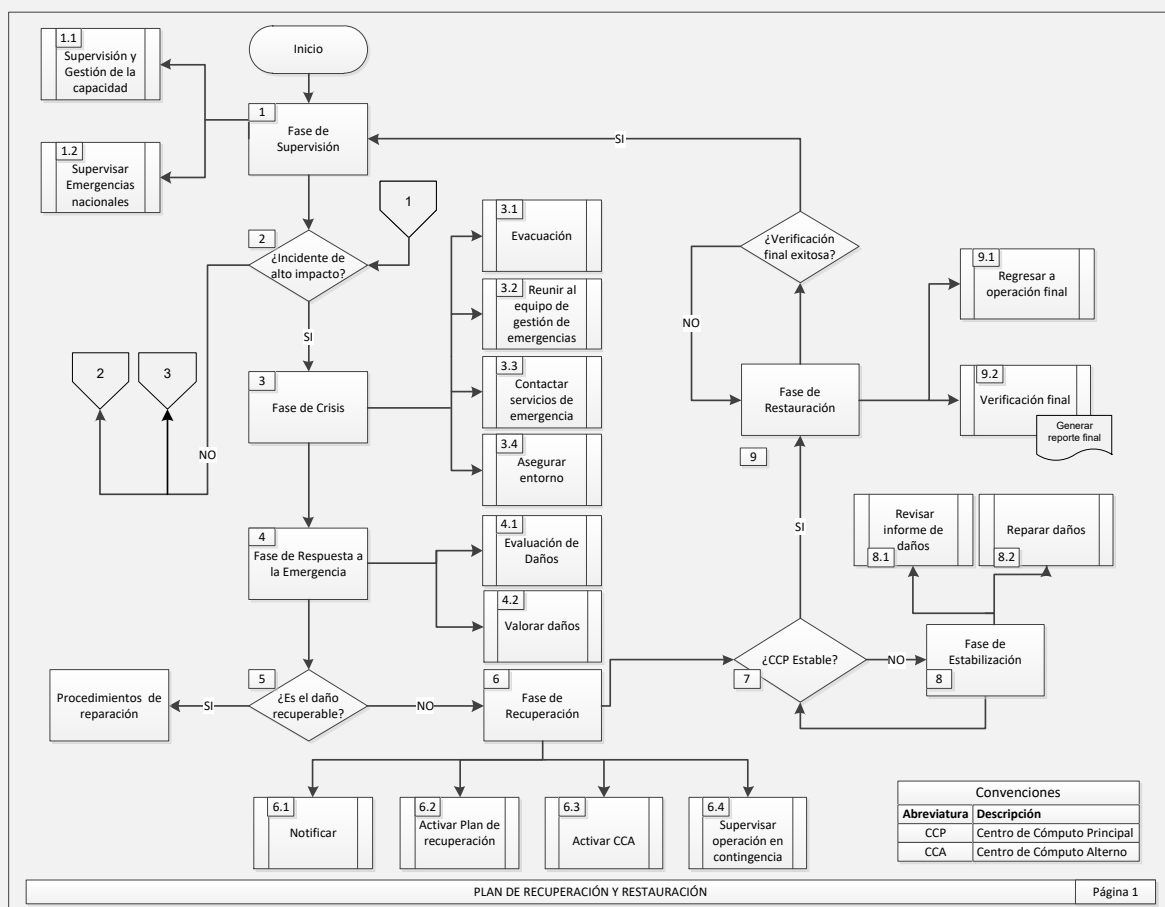 Inicio
1.1
Supervisión y
Gestión de la
capacidad
1
Fase de
Supervisión
1.2
Supervisar
Emergencias
nacionales
SI
1
2
¿Incidente de
alto impacto?
SI
NO
2
3
3
Fase de Crisis
3.1
Evacuación
3.2
Reunir al
equipo de
gestión de
emergencias
3.3
Contactar
servicios de
emergencia
3.4
Asegurar
entorno
4
Fase de Respuesta a
la Emergencia
4.1
Evaluación de
Daños
4.2
Valorar daños
5
¿Es el daño
recuperable?
SI
Procedimientos de
reparación
NO
6
Fase de
Recuperación
6.1
Notificar
6.2
Activar Plan de
recuperación
6.3
Activar CCA
6.4
Supervisar
operación en
contingencia
¿CCP Estable?
7
NO
Fase de
Estabilización
8
Revisar
informe de
daños
8.1
Reparar daños
8.2
SI
Fase de
Restauración
9
9.1
Regresar a
operación final
9.2
Verificación final
Generar
reporte final
¿Verificación
final exitosa?
NO
Convenciones
Abreviatura Descripción
CCP Centro de Cómputo Principal
CCA Centro de Cómputo Alterno
PLAN DE RECUPERACIÓN Y RESTAURACIÓN
Página 1